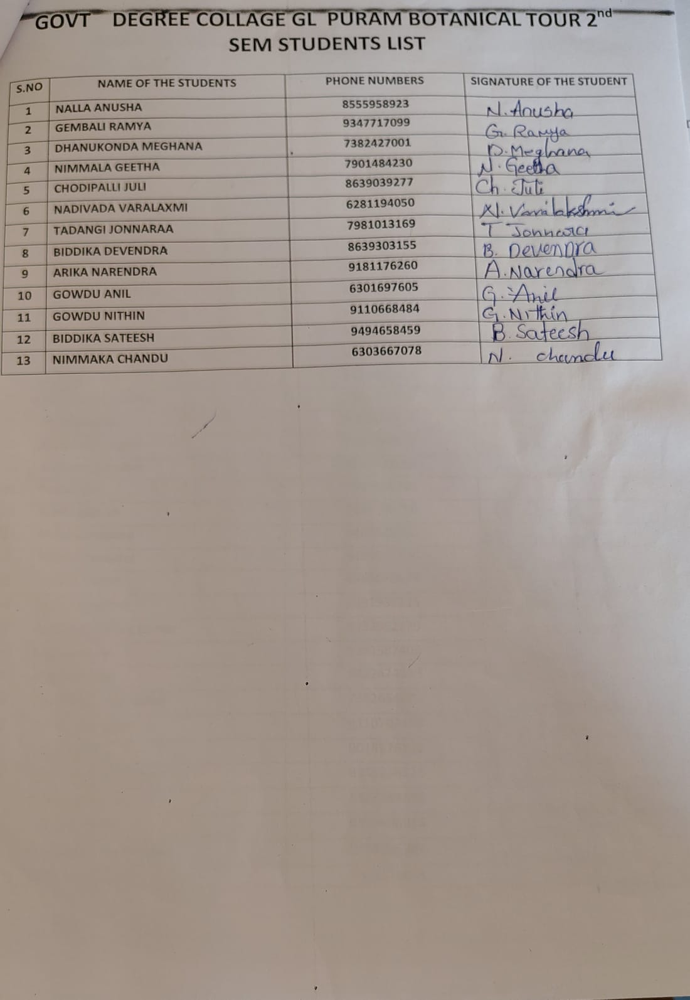 GOVT DEGREE COLLAGE GL PURAM BOTANICAL TOUR 2nd
SEM STUDENTS LIST
S.NO NAME OF THE STUDENTS PHONE NUMBERS SIGNATURE OF THE STUDENT
1 NALLA ANUSHA 8555958923 N. Anusha
2 GEMBALI RAMYA 9347717099 G. Ramya
3 DHANUKONDA MEGHANA 7382427001 D. Meghana
4 NIMMALA GEETHA 7901484230 N. Geetha
5 CHODIPALLI JULI 8639039277 Ch. Juli
6 NADIVADA VARALAXMI 6281194050 N. Varalakshmi
7 TADANGI JONNARAA 7981013169 T Jonnara
8 BIDDIKA DEVENDRA 8639303155 B. Devendra
9 ARIKA NARENDRA 9181176260 A. Narendra
10 GOWDU ANIL 6301697605 G. Anil
11 GOWDU NITHIN 9110668484 G. Nithin
12 BIDDIKA SATEESH 9494658459 B. Sateesh
13 NIMMAKA CHANDU 6303667078 N. chandu